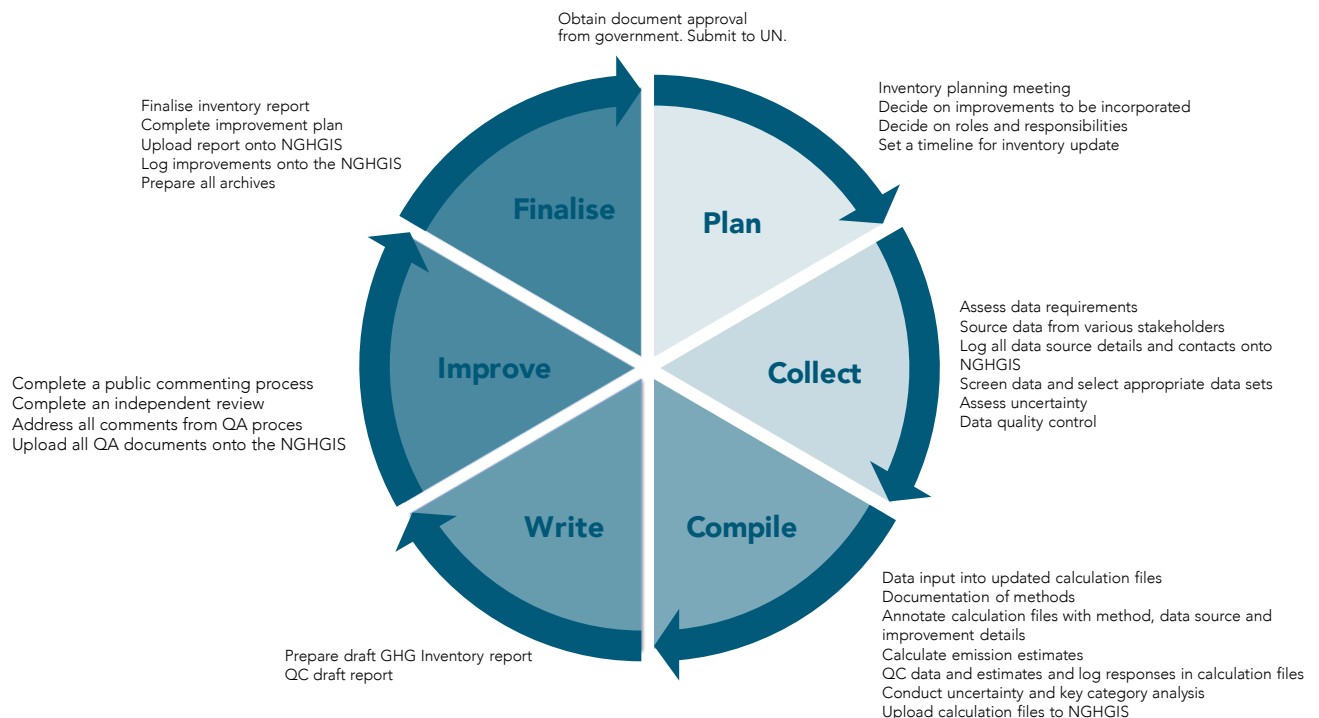 Obtain document approval
from government. Submit to UN.
Inventory planning meeting
Decide on improvements to be incorporated
Decide on roles and responsibilities
Set a timeline for inventory update
Finalise inventory report
Complete improvement plan
Upload report onto NGHGIS
Log improvements onto the NGHGIS
Prepare all archives
Finalise
Plan
Assess data requirements
Source data from various stakeholders
Log all data source details and contacts onto
NGHGIS
Screen data and select appropriate data sets
Assess uncertainty
Data quality control
Improve
Collect
Complete a public commenting process
Complete an independent review
Address all comments from QA proces
Upload all QA documents onto the NGHGIS
Write
Compile
Data input into updated calculation files
Documentation of methods
Annotate calculation files with method, data source and
improvement details
Calculate emission estimates
QC data and estimates and log responses in calculation files
Conduct uncertainty and key category analysis
Upload calculation files to NGHGIS
Prepare draft GHG Inventory report
QC draft report